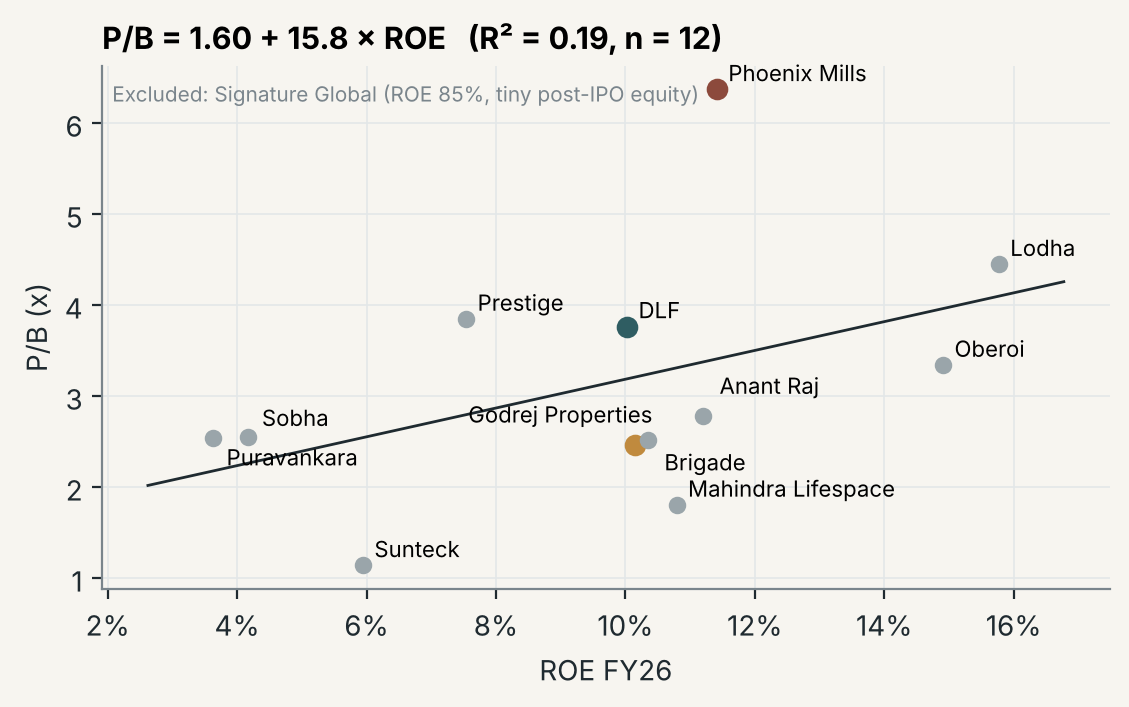 P/B = 1.60 + 15.8 × ROE (R² = 0.19, n = 12)
Phoenix Mills
Excluded: Signature Global (ROE 85%, tiny post-IPO equity)
6
5
Lodha
4
Prestige
DLF
Oberoi
Anant Raj
3
Sobha
Godrej Properties
Puravankara
Brigade
2
Mahindra Lifespace
Sunteck
1
P/B (x)
2% 4% 6% 8% 10% 12% 14% 16%
ROE FY26